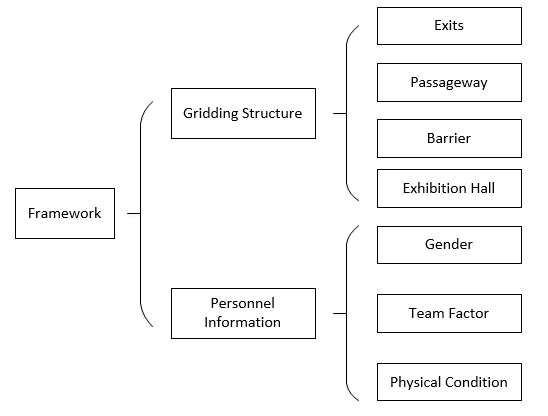 Framework
Gridding Structure
Exits
Passageway
Barrier
Exhibition Hall
Personnel
Information
Gender
Team Factor
Physical Condition